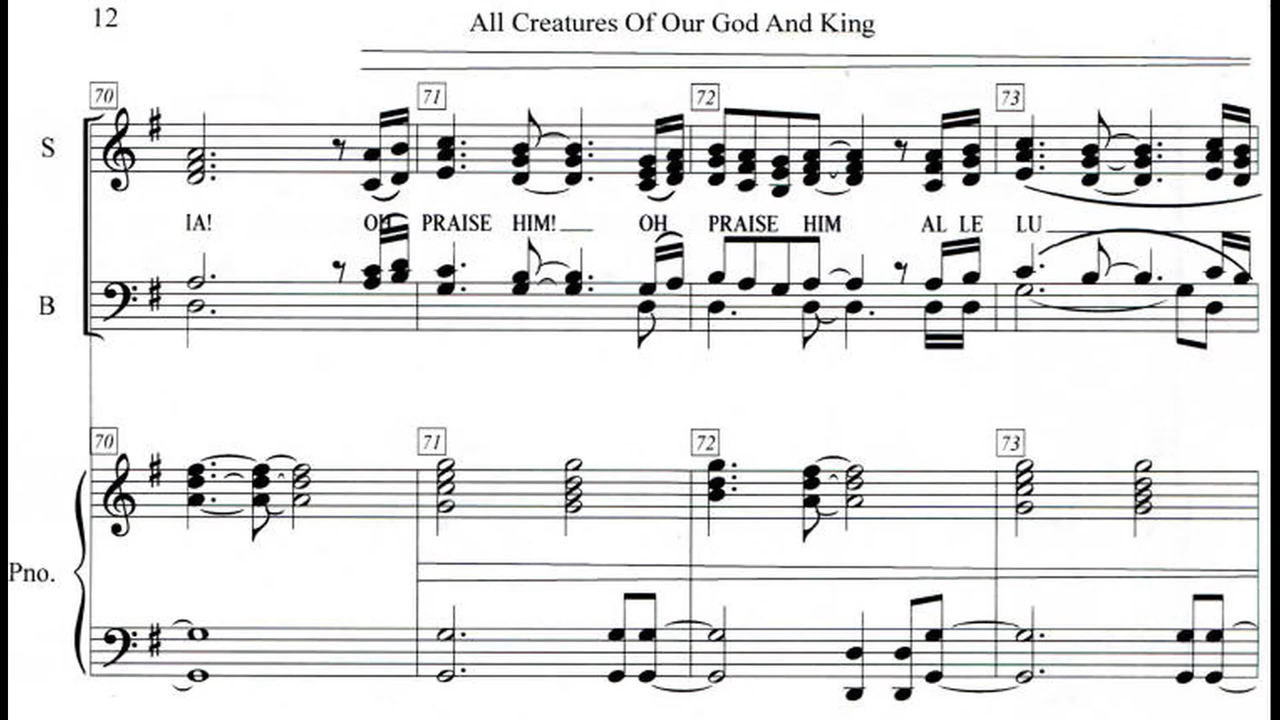 12
All Creatures Of Our God And King
70 71 72 73
S
IA! OH PRAISE HIM! OH PRAISE HIM AL LE LU
B
70 71 72 73
Pno.